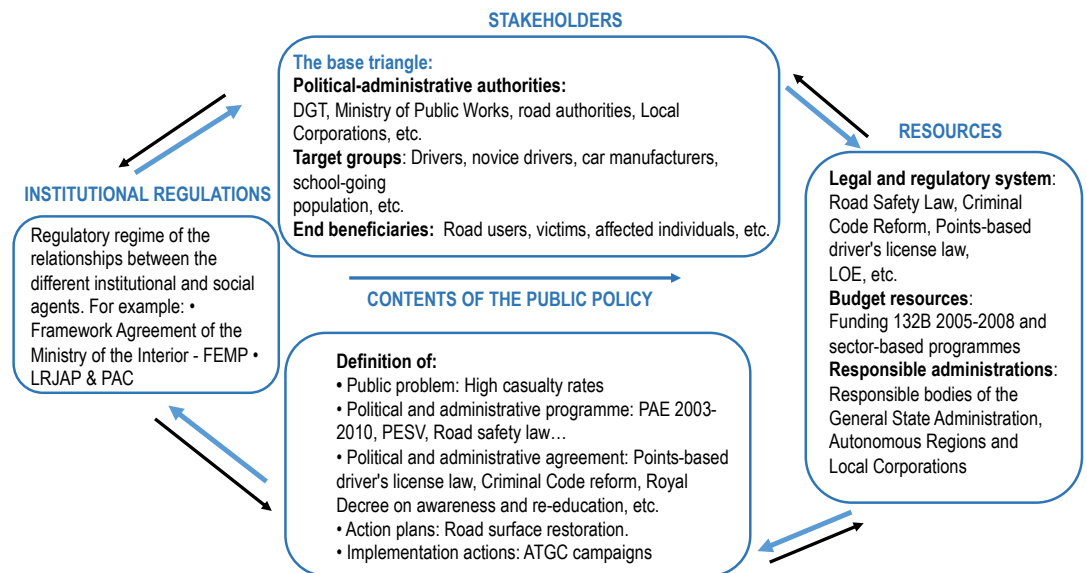 STAKEHOLDERS
The base triangle:
Political-administrative authorities:
DGT, Ministry of Public Works, road authorities, Local
Corporations, etc.
Target groups: Drivers, novice drivers, car manufacturers,
school-going
population, etc.
End beneficiaries: Road users, victims, affected individuals, etc.
INSTITUTIONAL REGULATIONS
Regulatory regime of the
relationships between the
different institutional and social
agents. For example: •
Framework Agreement of the
Ministry of the Interior - FEMP •
LRJAP & PAC
RESOURCES
Legal and regulatory system:
Road Safety Law, Criminal
Code Reform, Points-based
driver's license law,
LOE, etc.
Budget resources:
Funding 132B 2005-2008 and
sector-based programmes
Responsible administrations:
Responsible bodies of the
General State Administration,
Autonomous Regions and
Local Corporations
CONTENTS OF THE PUBLIC POLICY
Definition of:
• Public problem: High casualty rates
• Political and administrative programme: PAE 2003-
2010, PESV, Road safety law…
• Political and administrative agreement: Points-based
driver's license law, Criminal Code reform, Royal
Decree on awareness and re-education, etc.
• Action plans: Road surface restoration.
• Implementation actions: ATGC campaigns